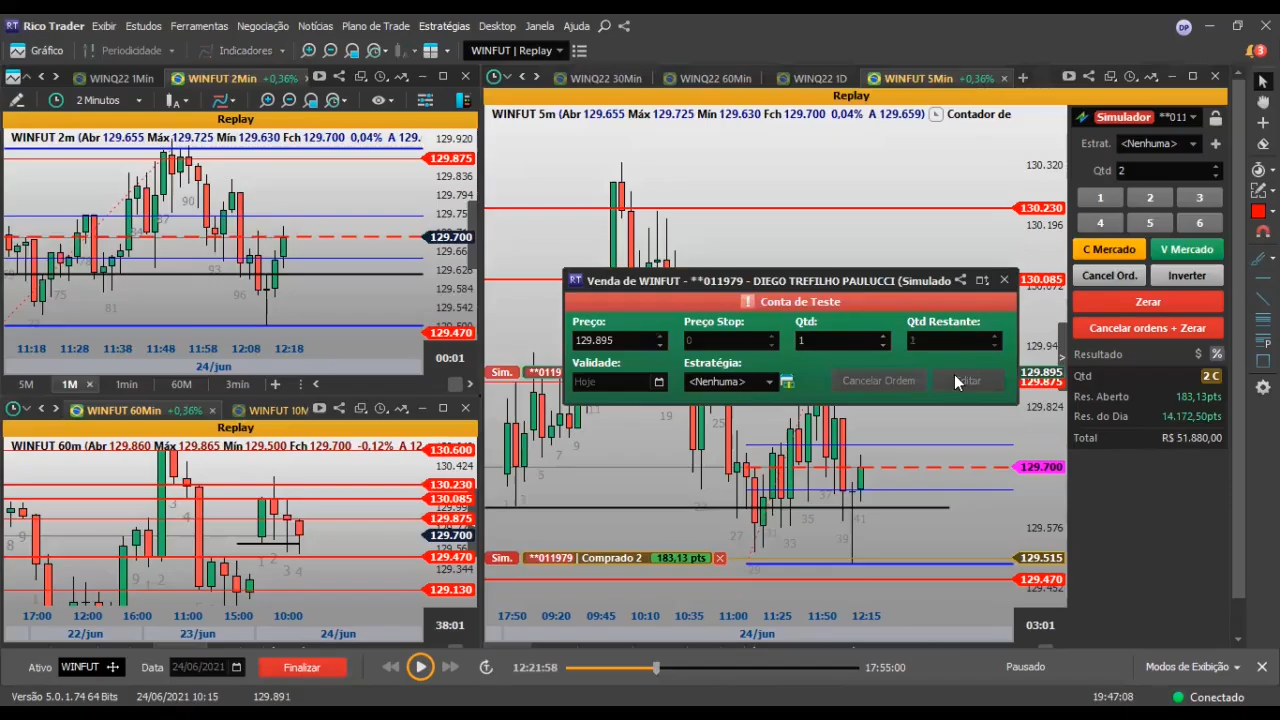 RT Rico Trader Exibir Estudos Ferramentas Negociação Notícias Plano de Trade Estratégias Desktop Janela Ajuda DP
Gráfico Periodicidade Indicadores WINFUT | Replay 3
WINQ22 1Min WINFUT 2Min +0,36%
2 Minutos
Replay
WINFUT 2m (Abr 129.655 Máx 129.725 Mín 129.630 Fch 129.700 0,04% A 129.
129.920
129.875
129.836
129.794
129.700
129.628
129.584
129.542
129.470
90
93
96
75
81
11:18 11:28 11:38 11:48 11:58 12:08 12:18
24/jun
00:01
5M 1M 1min 60M 3min
WINFUT 60Min +0,36% WINFUT 10M
Replay
WINFUT 60m (Abr 129.860 Máx 129.865 Mín 129.500 Fch 129.700 -0,12% A 12
130.600
130.424
130.230
130.085
129.875
129.700
129.470
129.344
129.130
17:00 12:00 16:00 11:00 15:00 10:00
22/jun 23/jun 24/jun
38:01
WINQ22 30Min WINQ22 60Min WINQ22 1D WINFUT 5Min +0,36%
Replay
WINFUT 5m (Abr 129.655 Máx 129.725 Mín 129.630 Fch 129.700 0,04% A 129.659) Contador de
130.320
130.230
130.196
130.085
129.895
129.875
129.824
129.700
129.576
129.515
129.470
129.452
Venda de WINFUT - **011979 - DIEGO TREFILHO PAULUCCI (Simulado
Conta de Teste
Preço: Preço Stop: Qtd: Qtd Restante:
129.895 0 1 1
Validade: Estratégia:
Hoje <Nenhuma> Cancelar Ordem
Sim. **0119
Sim. **011979 | Comprado 2 183,13 pts
17:50 09:20 09:45 10:10 10:35 11:00 11:25 11:50 12:15
24/jun
03:01
Simulador **011
Estrat. <Nenhuma>
Qtd 2
1 2 3
4 5 6
C Mercado V Mercado
Cancel Ord. Inverter
Zerar
Cancelar ordens + Zerar
Resultado $ %
Qtd 2 C
Res. Aberto 183,13pts
Res. do Dia 14.172,50pts
Total R$ 51.880,00
Ativo WINFUT Data 24/06/2021 Finalizar 12:21:58 17:55:00 Pausado Modos de Exibição
Versão 5.0.1.74 64 Bits 24/06/2021 10:15 129.891 19:47:08 Conectado